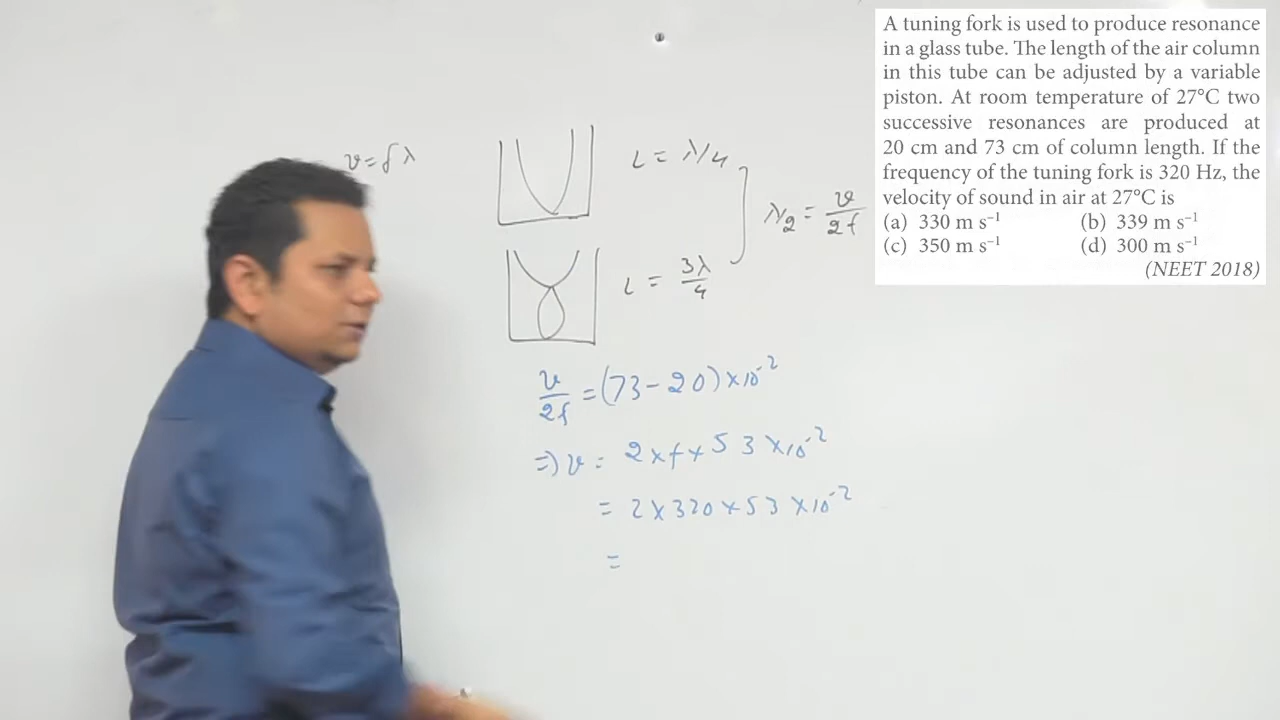 A tuning fork is used to produce resonance
in a glass tube. The length of the air column
in this tube can be adjusted by a variable
piston. At room temperature of 27°C two
successive resonances are produced at
20 cm and 73 cm of column length. If the
frequency of the tuning fork is 320 Hz, the
velocity of sound in air at 27°C is
(a) 330 m s⁻¹ (b) 339 m s⁻¹
(c) 350 m s⁻¹ (d) 300 m s⁻¹
(NEET 2018)
v = fλ
L = λ/4
λ/2 = v/2f
L = 3λ/4
v/2f = (73-20)×10⁻²
⇒ v = 2×f×53×10⁻²
= 2×320×53×10⁻²
=